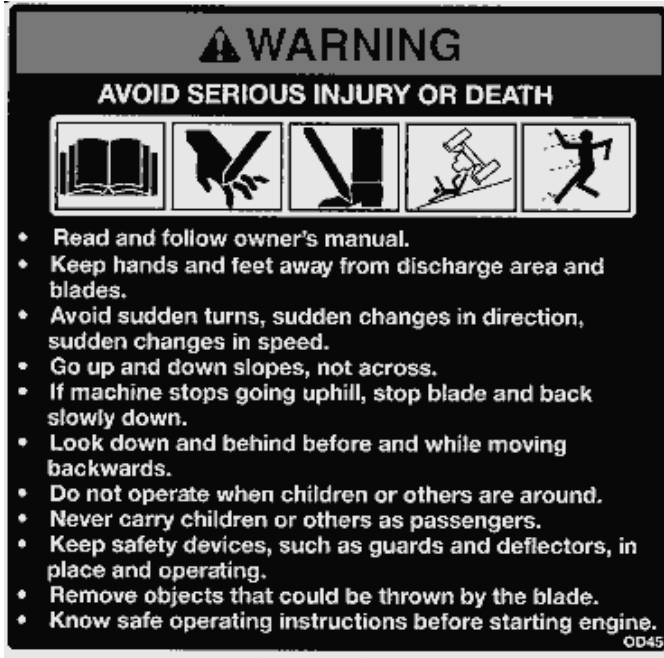 WARNING
AVOID SERIOUS INJURY OR DEATH
• Read and follow owner's manual.
• Keep hands and feet away from discharge area and
blades.
• Avoid sudden turns, sudden changes in direction,
sudden changes in speed.
• Go up and down slopes, not across.
• If machine stops going uphill, stop blade and back
slowly down.
• Look down and behind before and while moving
backwards.
• Do not operate when children or others are around.
• Never carry children or others as passengers.
• Keep safety devices, such as guards and deflectors, in
place and operating.
• Remove objects that could be thrown by the blade.
• Know safe operating instructions before starting engine.
OD45